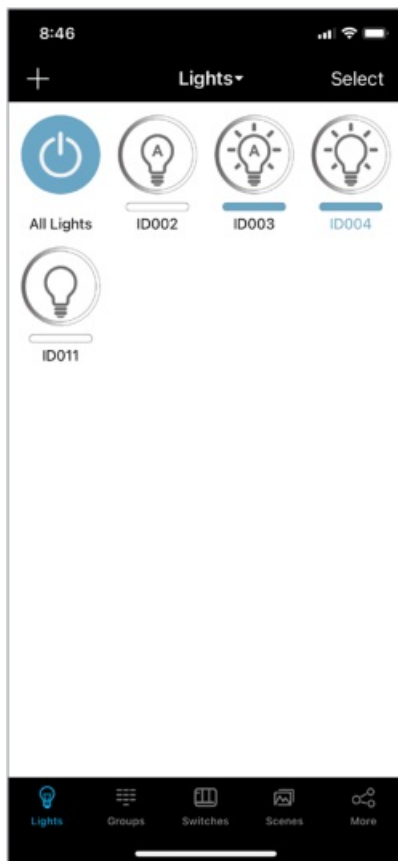 8:46
Lights
Select
A
A
All Lights
ID002
ID003
ID004
ID011
Lights
Groups
Switches
Scenes
More